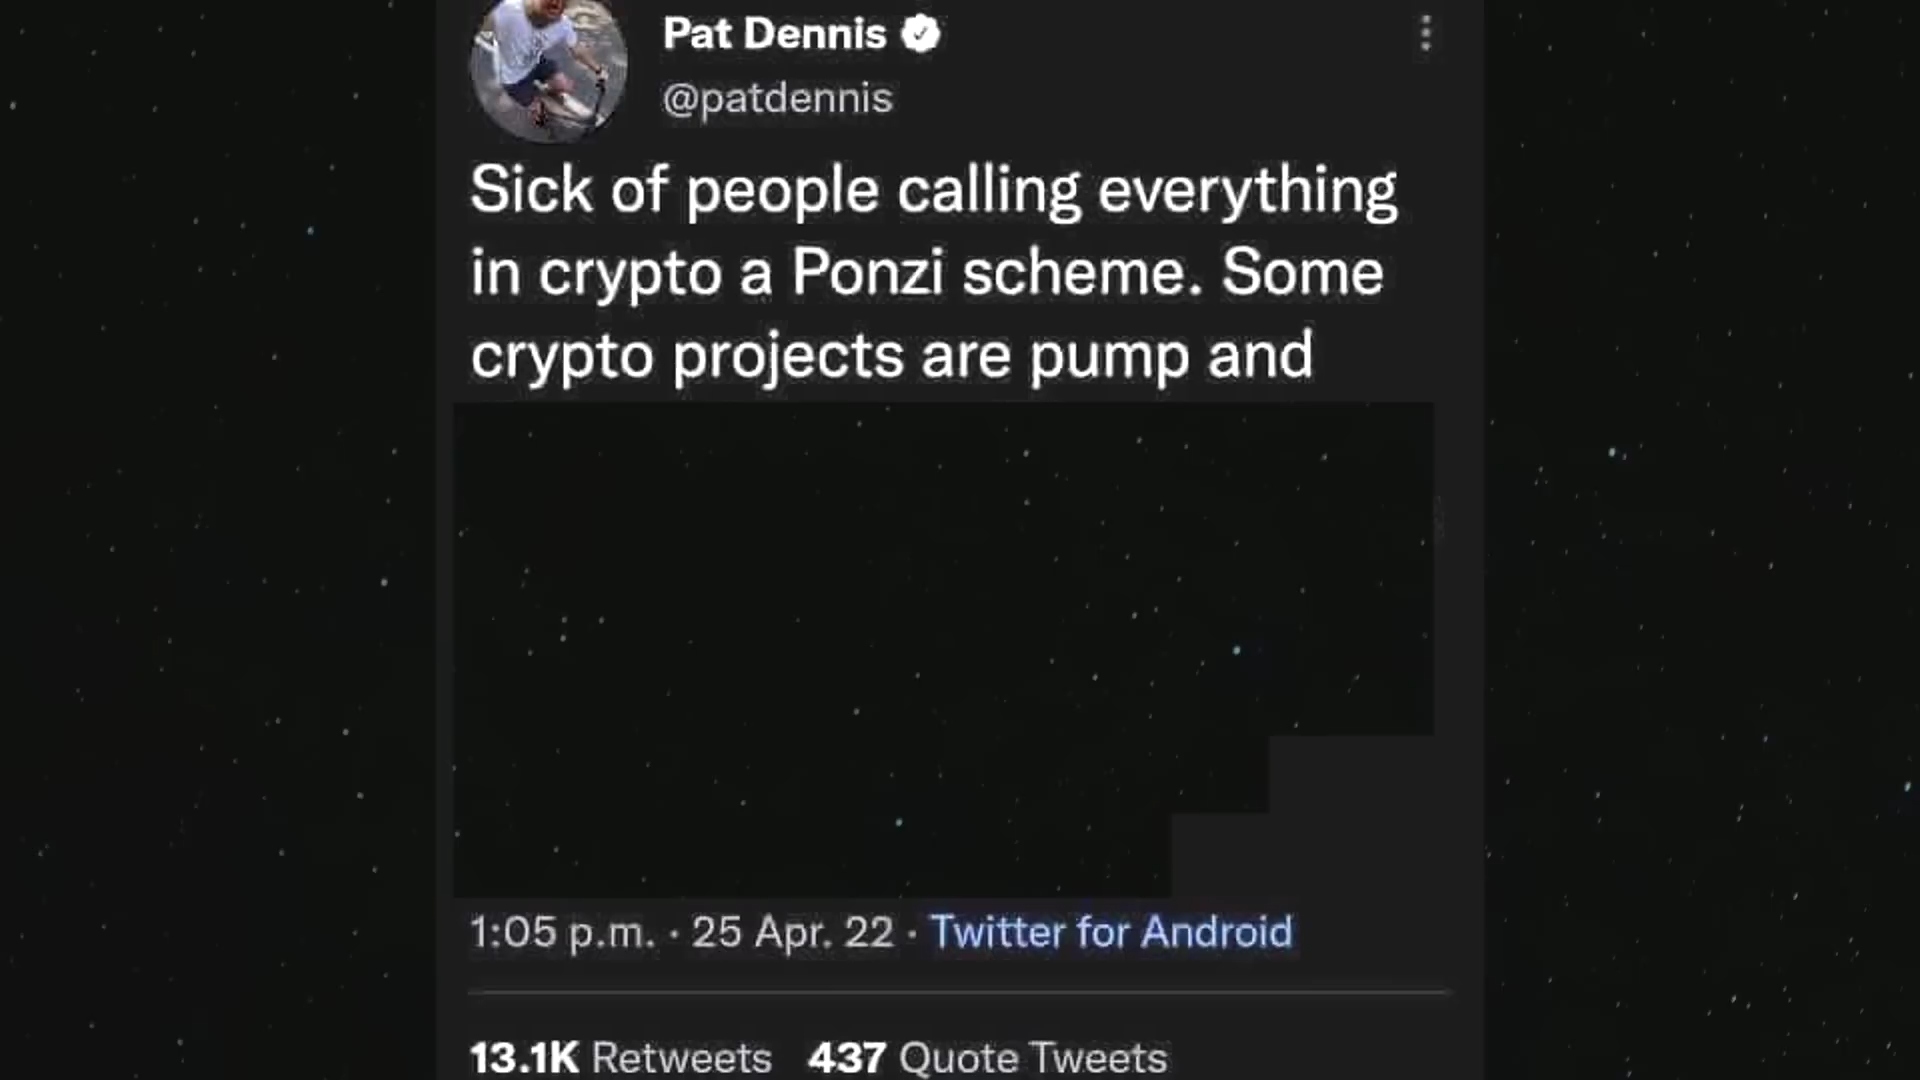 Pat Dennis
@patdennis
Sick of people calling everything
in crypto a Ponzi scheme. Some
crypto projects are pump and
1:05 p.m. · 25 Apr. 22 · Twitter for Android
13.1K Retweets 437 Quote Tweets